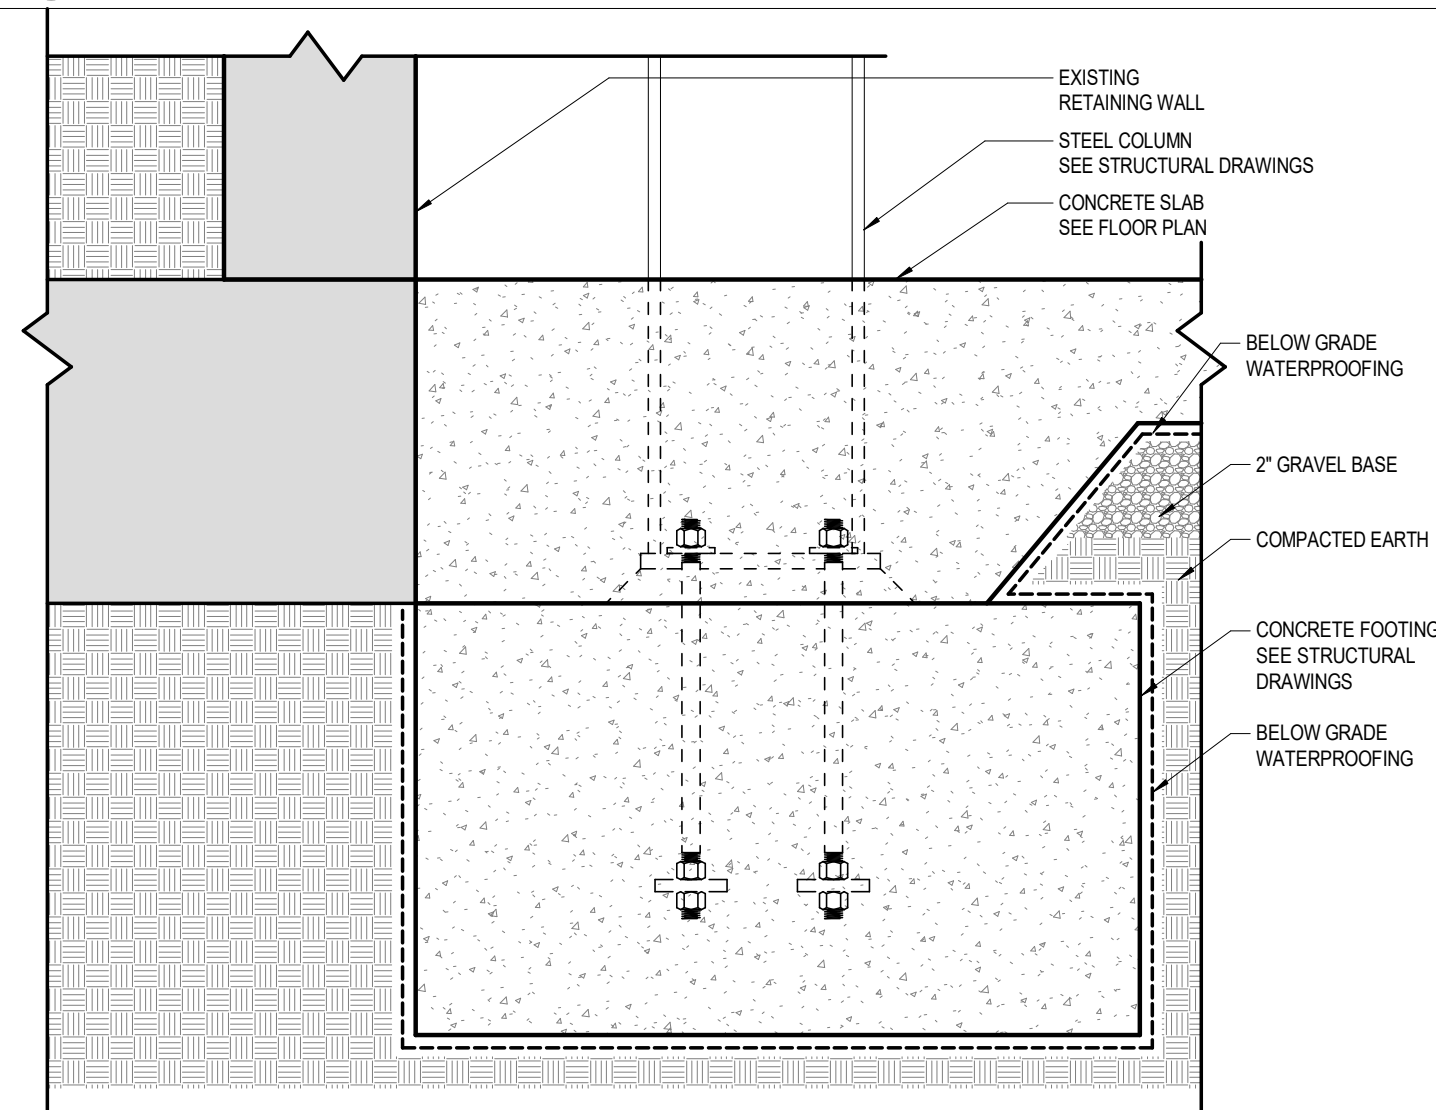 EXISTING
RETAINING WALL
STEEL COLUMN
SEE STRUCTURAL DRAWINGS
CONCRETE SLAB
SEE FLOOR PLAN
BELOW GRADE
WATERPROOFING
2" GRAVEL BASE
COMPACTED EARTH
CONCRETE FOOTING
SEE STRUCTURAL
DRAWINGS
BELOW GRADE
WATERPROOFING